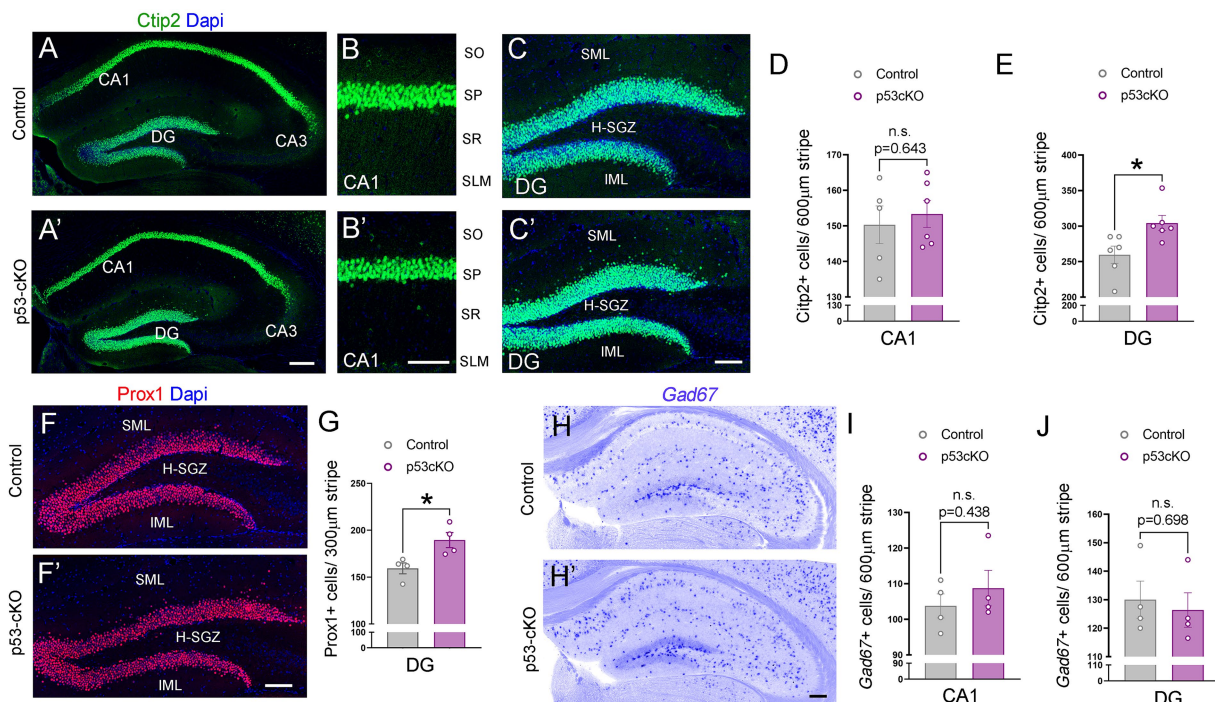 Ctip2 Dapi
Control
A
CA1
DG
CA3
B
CA1
SO
SP
SR
SLM
C
SML
H-SGZ
IML
DG
p53-cKO
A'
CA1
DG
CA3
B'
CA1
SO
SP
SR
SLM
C'
SML
H-SGZ
IML
DG
D
Control
p53cKO
n.s.
p=0.643
Citp2+ cells/ 600µm stripe
170
160
150
140
130
130
0
CA1
E
Control
p53cKO
*
Citp2+ cells/ 600µm stripe
400
350
300
250
200
200
0
DG
Prox1 Dapi
Control
F
SML
H-SGZ
IML
p53-cKO
F'
SML
H-SGZ
IML
G
Control
p53cKO
*
Prox1+ cells/ 300µm stripe
250
200
150
100
100
0
DG
Gad67
Control
H
p53-cKO
H'
I
Control
p53cKO
n.s.
p=0.438
Gad67+ cells/ 600µm stripe
130
120
110
100
90
90
0
CA1
J
Control
p53cKO
n.s.
p=0.698
Gad67+ cells/ 600µm stripe
160
150
140
130
120
110
110
0
DG